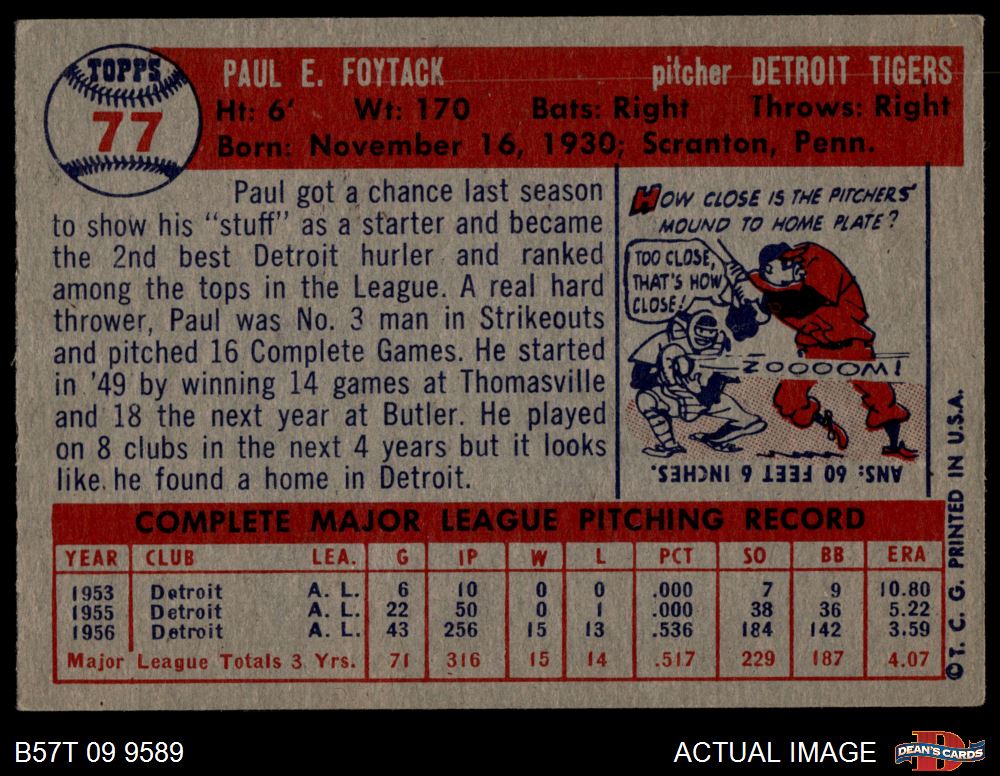 TOPPS
77
PAUL E. FOYTACK pitcher DETROIT TIGERS
Ht: 6' Wt: 170 Bats: Right Throws: Right
Born: November 16, 1930; Scranton, Penn.
Paul got a chance last season
to show his "stuff" as a starter and became
the 2nd best Detroit hurler and ranked
among the tops in the League. A real hard
thrower, Paul was No. 3 man in Strikeouts
and pitched 16 Complete Games. He started
in '49 by winning 14 games at Thomasville
and 18 the next year at Butler. He played
on 8 clubs in the next 4 years but it looks
like he found a home in Detroit.
HOW CLOSE IS THE PITCHERS'
MOUND TO HOME PLATE?
TOO CLOSE,
THAT'S HOW
CLOSE!
ZOOOOOM!
ANS: 60 FEET 6 INCHES.
COMPLETE MAJOR LEAGUE PITCHING RECORD
YEAR CLUB LEA. G IP W L PCT SO BB ERA
1953 Detroit A. L. 6 10 0 0 .000 7 9 10.80
1955 Detroit A. L. 22 50 0 1 .000 38 36 5.22
1956 Detroit A. L. 43 256 15 13 .536 184 142 3.59
Major League Totals 3 Yrs. 71 316 15 14 .517 229 187 4.07
© T. C. G. PRINTED IN U.S.A.
B57T 09 9589 ACTUAL IMAGE
D
DEAN'S CARDS